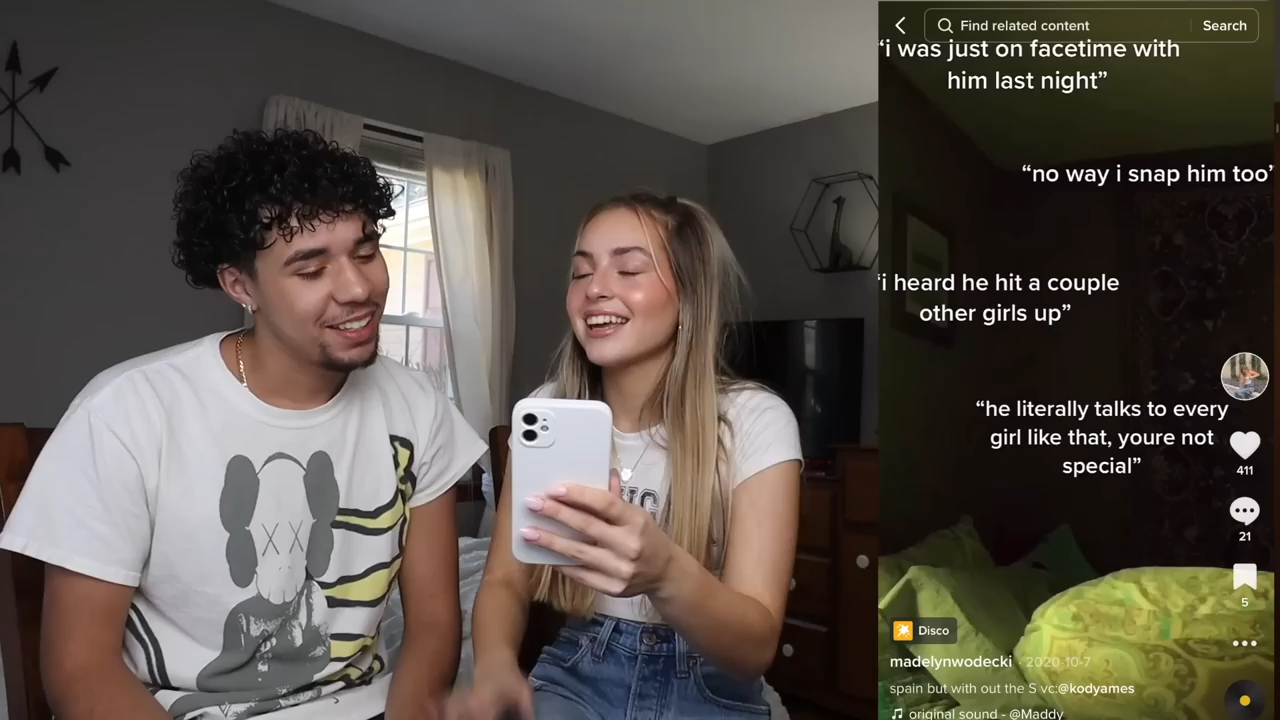 Find related content
Search
“i was just on facetime with
him last night”
“no way i snap him too’
“i heard he hit a couple
other girls up”
“he literally talks to every
girl like that, youre not
special”
411
21
5
Disco
madelynwodecki · 2020-10-7
spain but with out the S vc:@kodyames
original sound - @Maddy